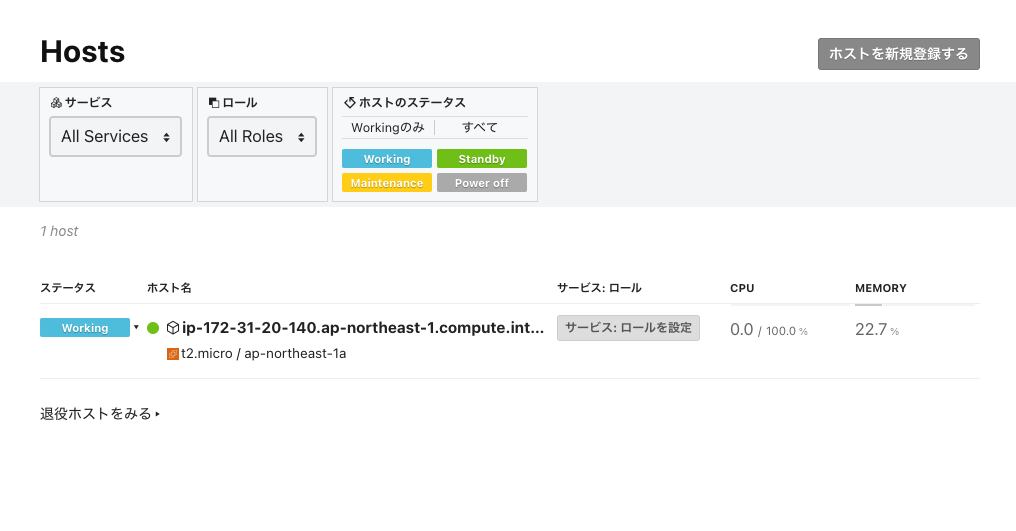 Hosts
ホストを新規登録する
サービス
ロール
ホストのステータス
All Services
All Roles
Workingのみ
すべて
Working
Standby
Maintenance
Power off
1 host
ステータス
ホスト名
サービス: ロール
CPU
MEMORY
Working
ip-172-31-20-140.ap-northeast-1.compute.int...
サービス: ロールを設定
0.0 / 100.0 %
22.7 %
t2.micro / ap-northeast-1a
退役ホストをみる